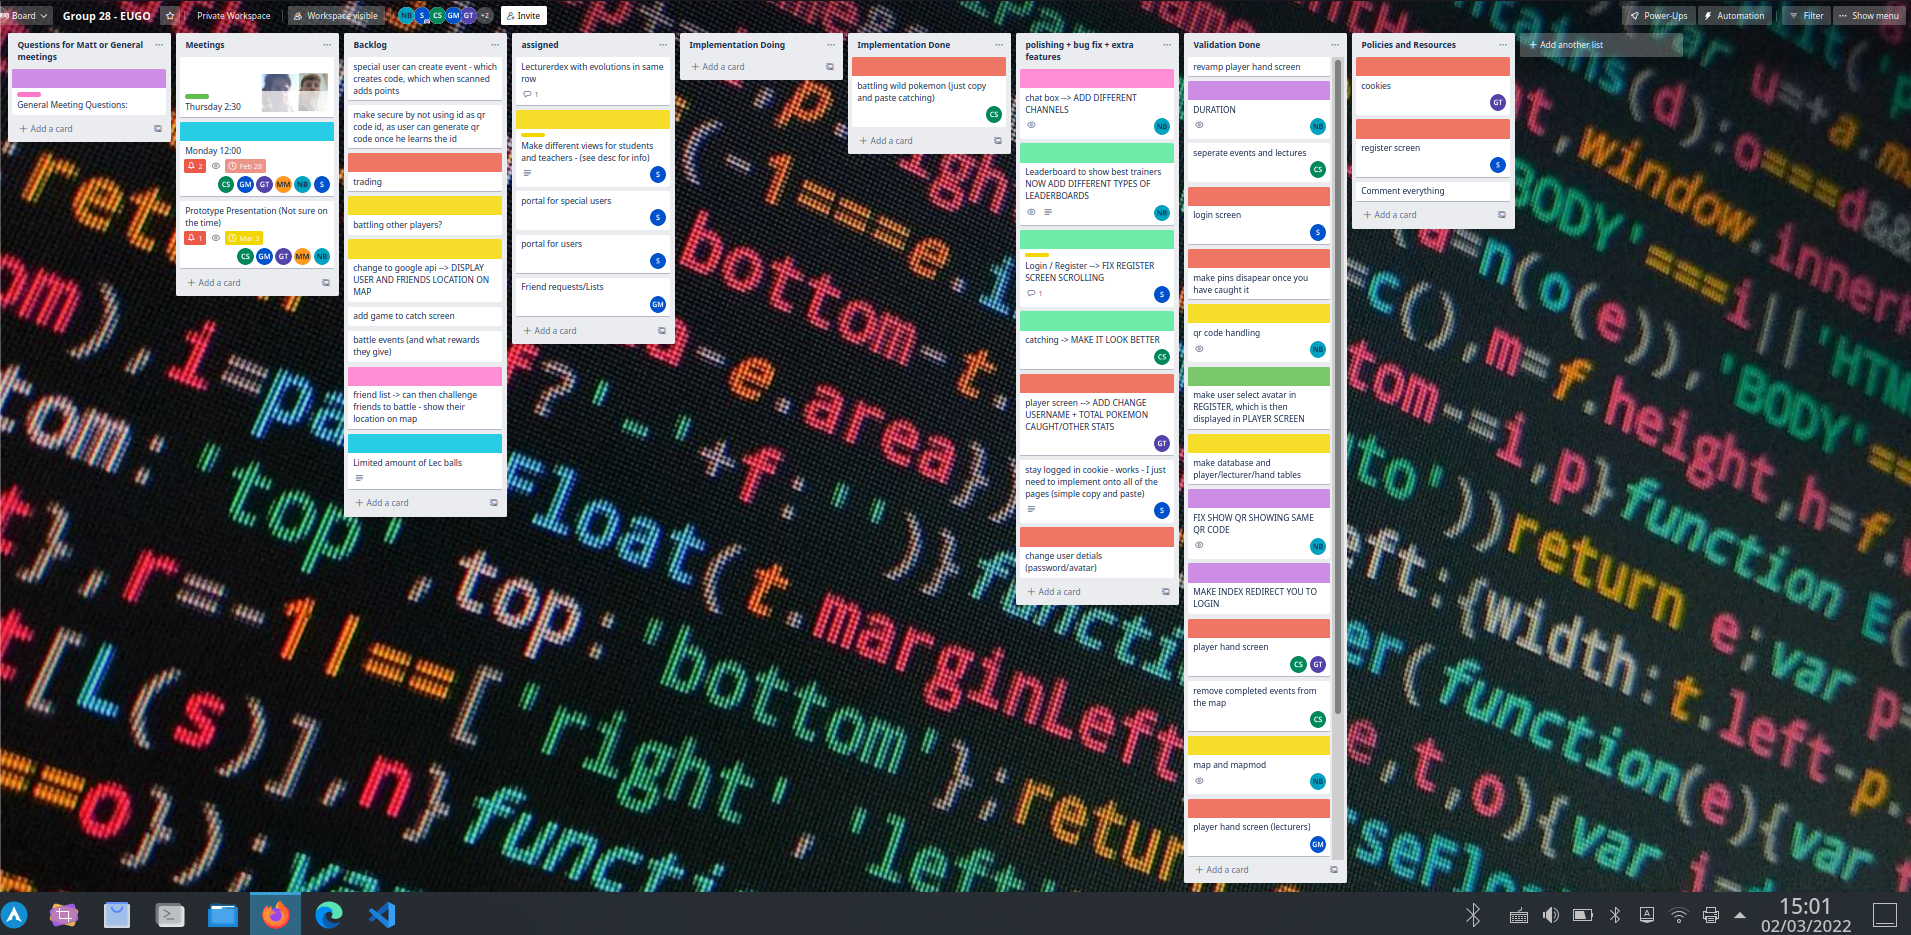 Board
Group 28 - EUGO
Private Workspace
Workspace visible
NB
S
CS
GM
GT
+2
Invite
Power-Ups
Automation
Filter
Show menu
Questions for Matt or General
meetings
General Meeting Questions:
+ Add a card
Meetings
Thursday 2:30
Monday 12:00
2
Feb 28
CS GM GT MM NB S
Prototype Presentation (Not sure on
the time)
1
Mar 3
CS GM GT MM NB
+ Add a card
Backlog
special user can create event - which
creates code, which when scanned
adds points
make secure by not using id as qr
code id, as user can generate qr
code once he learns the id
trading
battling other players?
change to google api --> DISPLAY
USER AND FRIENDS LOCATION ON
MAP
add game to catch screen
battle events (and what rewards
they give)
friend list -> can then challenge
friends to battle - show their
location on map
Limited amount of Lec balls
+ Add a card
assigned
Lecturerdex with evolutions in same
row
1
Make different views for students
and teachers - (see desc for info)
S
portal for special users
S
portal for users
S
Friend requests/Lists
GM
+ Add a card
Implementation Doing
+ Add a card
Implementation Done
battling wild pokemon (just copy
and paste catching)
CS
+ Add a card
polishing + bug fix + extra
features
chat box --> ADD DIFFERENT
CHANNELS
NB
Leaderboard to show best trainers
NOW ADD DIFFERENT TYPES OF
LEADERBOARDS
NB
Login / Register --> FIX REGISTER
SCREEN SCROLLING
1
S
catching -> MAKE IT LOOK BETTER
CS
player screen --> ADD CHANGE
USERNAME + TOTAL POKEMON
CAUGHT/OTHER STATS
GT
stay logged in cookie - works - I just
need to implement onto all of the
pages (simple copy and paste)
S
change user detials
(password/avatar)
+ Add a card
Validation Done
revamp player hand screen
DURATION
NB
seperate events and lectures
CS
login screen
S
make pins disapear once you
have caught it
qr code handling
NB
make user select avatar in
REGISTER, which is then
displayed in PLAYER SCREEN
make database and
player/lecturer/hand tables
FIX SHOW QR SHOWING SAME
QR CODE
NB
MAKE INDEX REDIRECT YOU TO
LOGIN
player hand screen
CS GT
remove completed events from
the map
CS
map and mapmod
NB
player hand screen (lecturers)
GM
+ Add a card
Policies and Resources
cookies
GT
register screen
S
Comment everything
+ Add a card
+ Add another list
15:01
02/03/2022